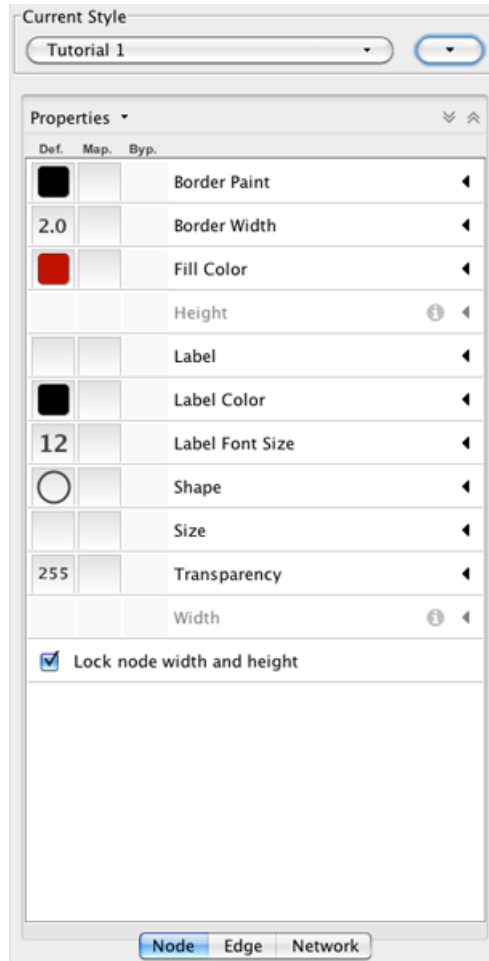 Current Style
Tutorial 1
Properties
Def. Map. Byp.
Border Paint
2.0 Border Width
Fill Color
Height
Label
Label Color
12 Label Font Size
Shape
Size
255 Transparency
Width
Lock node width and height
Node Edge Network